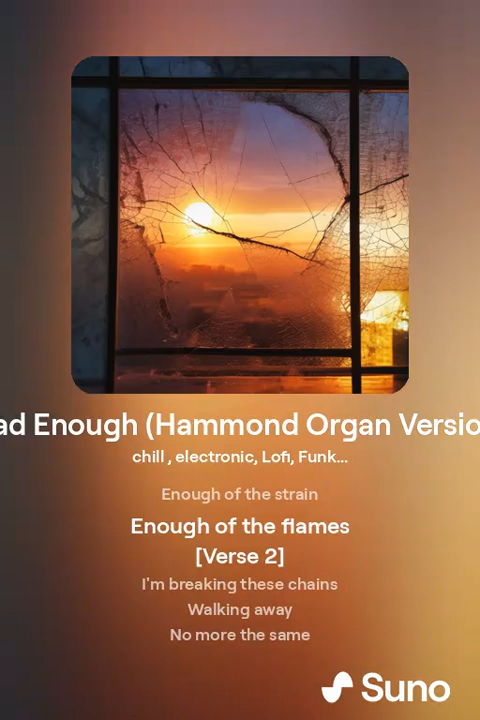 ad Enough (Hammond Organ Versio
chill , electronic, Lofi, Funk...
Enough of the strain
Enough of the flames
[Verse 2]
I'm breaking these chains
Walking away
No more the same
Suno